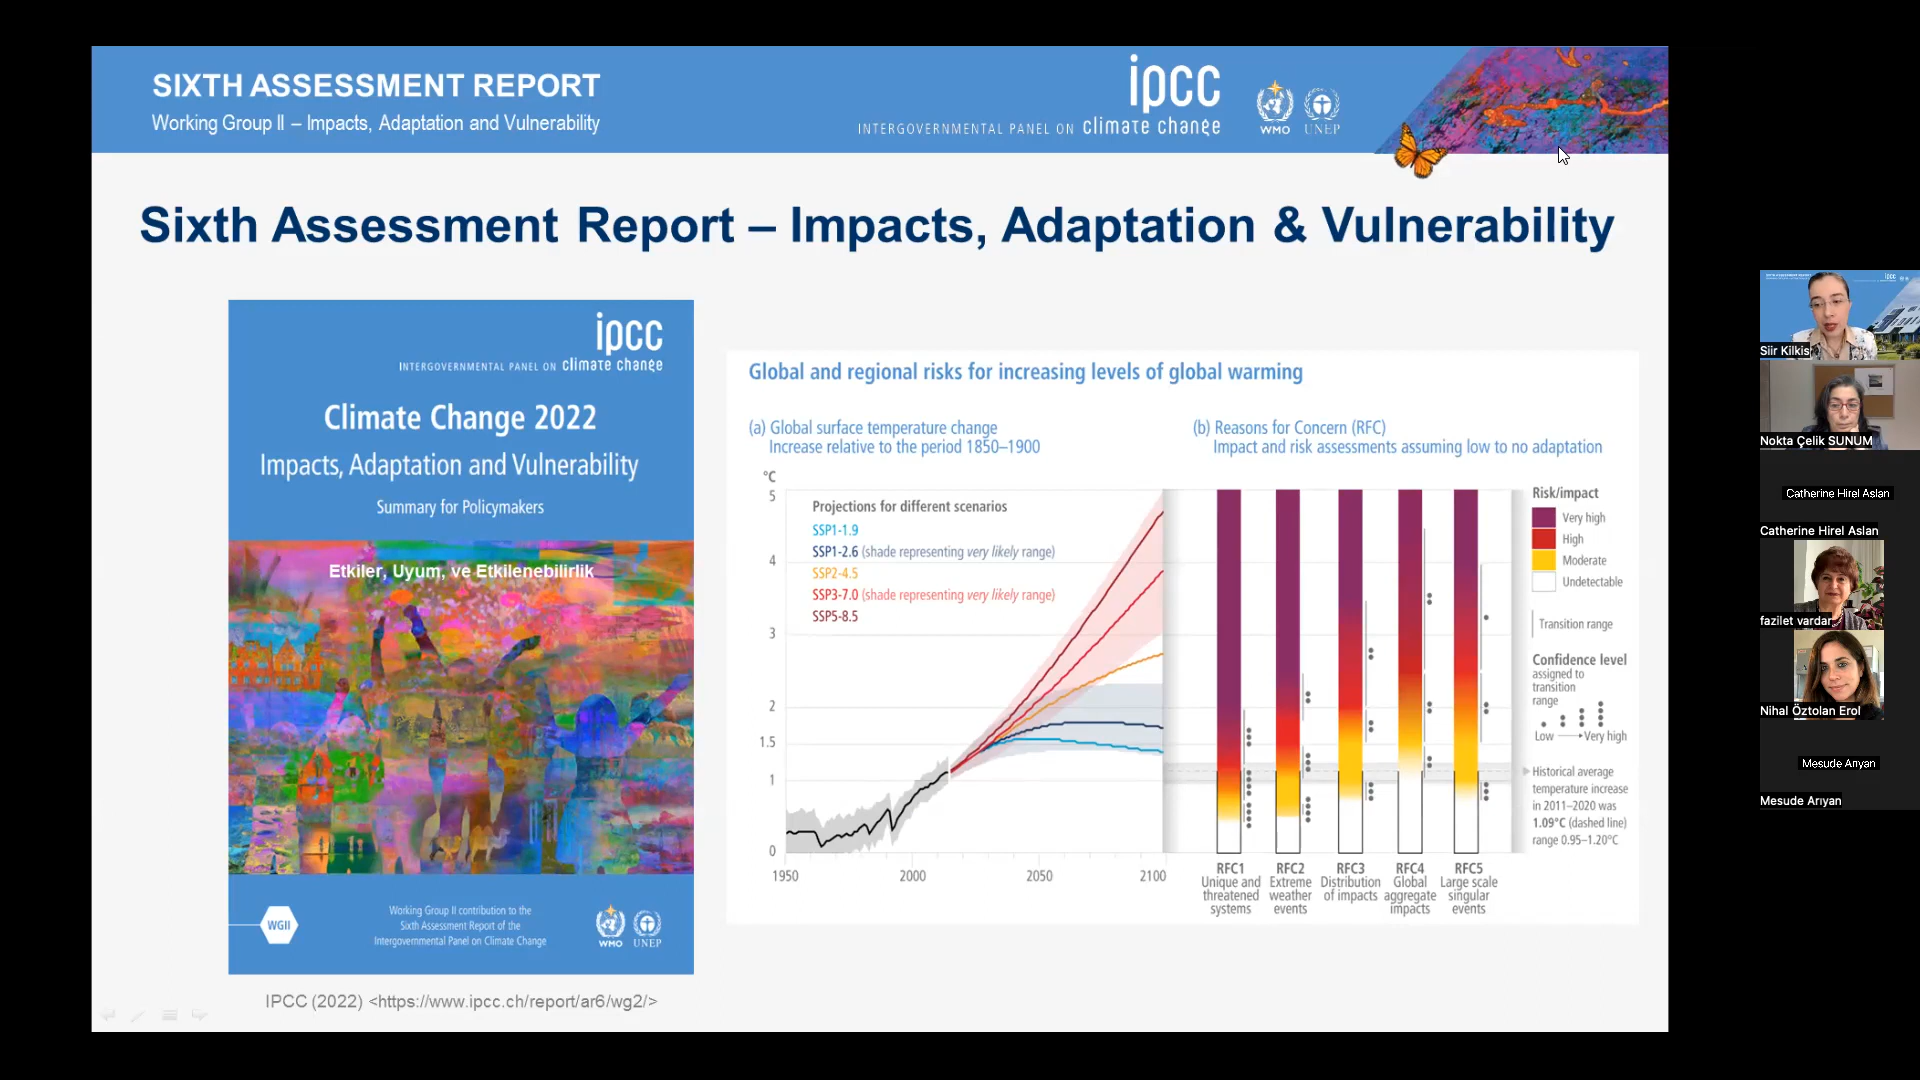 SIXTH ASSESSMENT REPORT
Working Group II – Impacts, Adaptation and Vulnerability
ipcc
INTERGOVERNMENTAL PANEL ON climate change
WMO
UNEP
Sixth Assessment Report – Impacts, Adaptation & Vulnerability
ipcc
INTERGOVERNMENTAL PANEL ON climate change
Climate Change 2022
Impacts, Adaptation and Vulnerability
Summary for Policymakers
Etkiler, Uyum, ve Etkilenebilirlik
WGII
Working Group II contribution to the
Sixth Assessment Report of the
Intergovernmental Panel on Climate Change
WMO
UNEP
IPCC (2022) <https://www.ipcc.ch/report/ar6/wg2/>
Global and regional risks for increasing levels of global warming
(a) Global surface temperature change
Increase relative to the period 1850–1900
°C
5
4
3
2
1.5
1
0
1950
2000
2050
2100
Projections for different scenarios
SSP1-1.9
SSP1-2.6 (shade representing very likely range)
SSP2-4.5
SSP3-7.0 (shade representing very likely range)
SSP5-8.5
(b) Reasons for Concern (RFC)
Impact and risk assessments assuming low to no adaptation
RFC1
Unique and
threatened
systems
RFC2
Extreme
weather
events
RFC3
Distribution
of impacts
RFC4
Global
aggregate
impacts
RFC5
Large scale
singular
events
Risk/impact
Very high
High
Moderate
Undetectable
Transition range
Confidence level
assigned to
transition
range
Low
Very high
Historical average
temperature increase
in 2011–2020 was
1.09°C (dashed line)
range 0.95–1.20°C
Siir Kilkis
Nokta Çelik SUNUM
Catherine Hirel Aslan
Catherine Hirel Aslan
fazilet vardar
Nihal Öztolan Erol
Mesude Arıyan
Mesude Arıyan